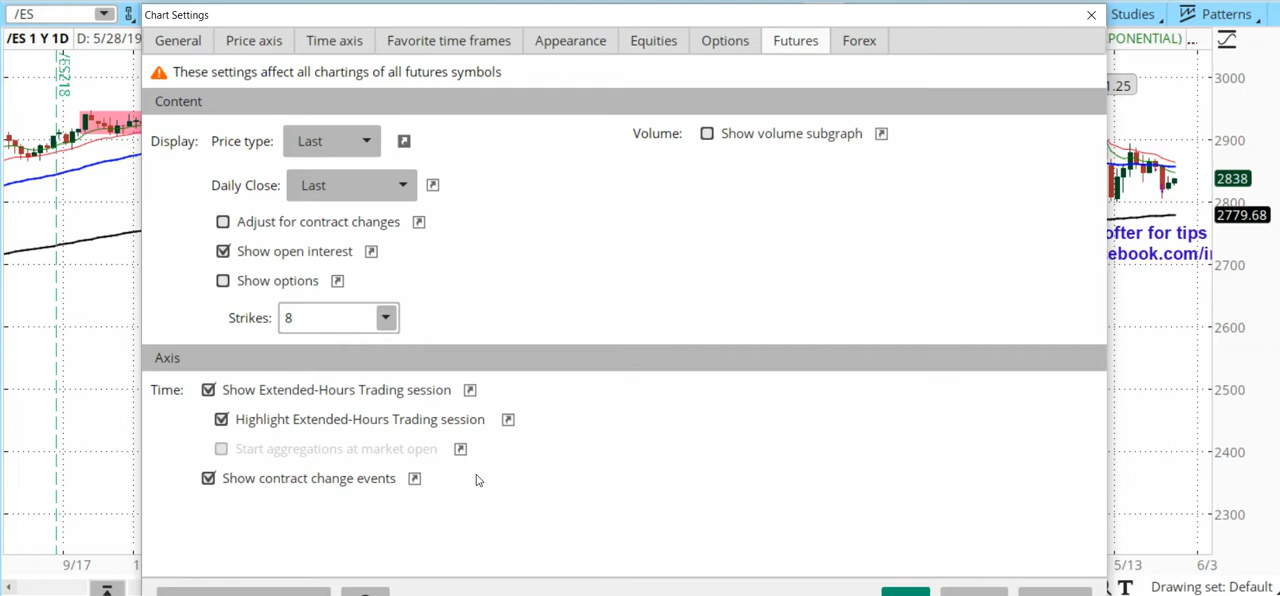 /ES
Chart Settings
Studies
Patterns
/ES 1 Y 1D
D: 5/28/19
General
Price axis
Time axis
Favorite time frames
Appearance
Equities
Options
Futures
Forex
PONENTIAL) ...
These settings affect all chartings of all futures symbols
Content
Display:
Price type:
Last
Volume:
Show volume subgraph
Daily Close:
Last
Adjust for contract changes
Show open interest
Show options
Strikes:
8
Axis
Time:
Show Extended-Hours Trading session
Highlight Extended-Hours Trading session
Start aggregations at market open
Show contract change events
1.25
3000
2900
2838
2800
2779.68
ofter for tips
ebook.com/i
2700
2600
2500
2400
2300
9/17
1
5/13
6/3
T
Drawing set: Default